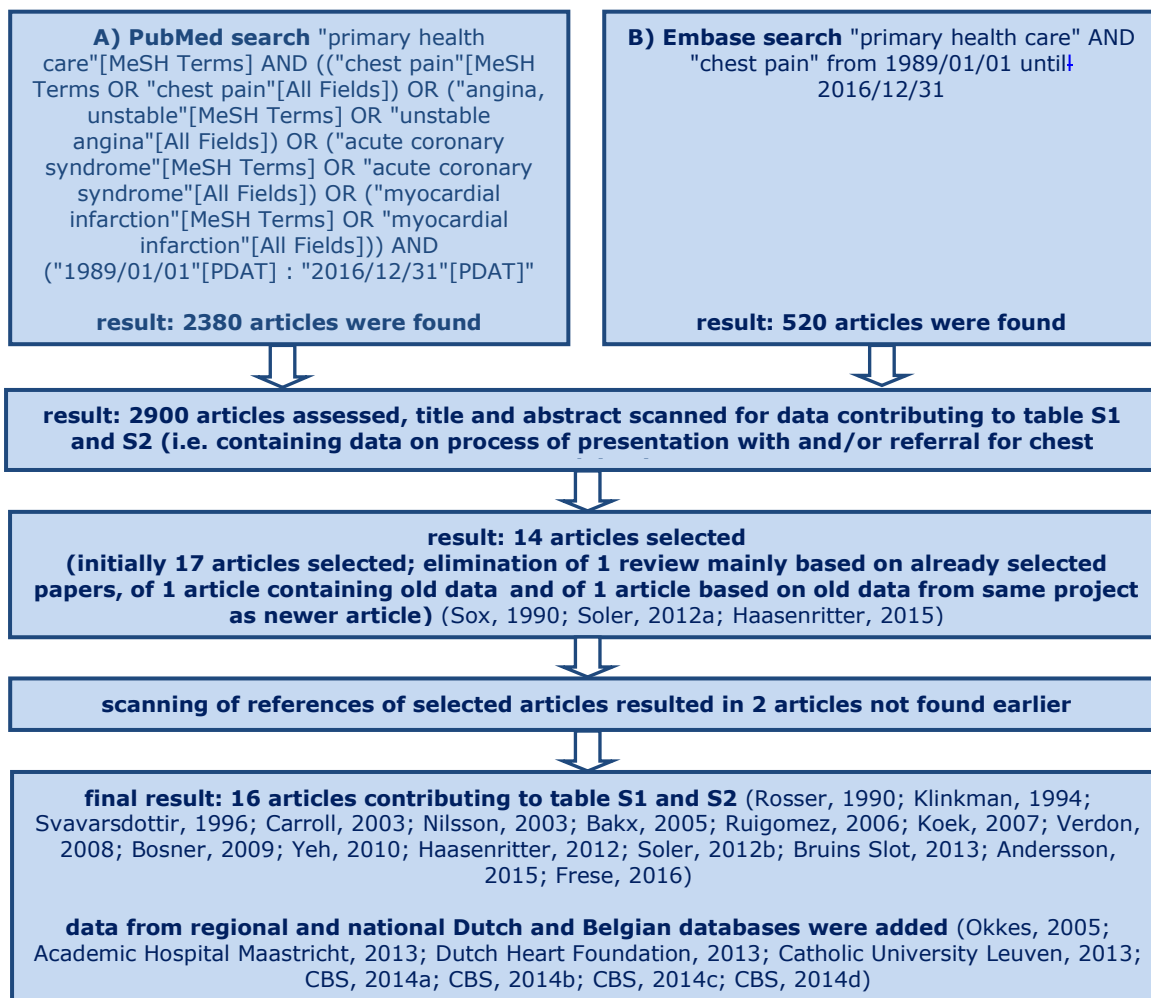 A) PubMed search "primary health
care"[MeSH Terms] AND (("chest pain"[MeSH
Terms OR "chest pain"[All Fields]) OR ("angina,
unstable"[MeSH Terms] OR "unstable
angina"[All Fields]) OR ("acute coronary
syndrome"[MeSH Terms] OR "acute coronary
syndrome"[All Fields]) OR ("myocardial
infarction"[MeSH Terms] OR "myocardial
infarction"[All Fields])) AND
("1989/01/01"[PDAT] : "2016/12/31"[PDAT]"
result: 2380 articles were found
B) Embase search "primary health care" AND
"chest pain" from 1989/01/01 until
2016/12/31
result: 520 articles were found
result: 2900 articles assessed, title and abstract scanned for data contributing to table S1
and S2 (i.e. containing data on process of presentation with and/or referral for chest
result: 14 articles selected
(initially 17 articles selected; elimination of 1 review mainly based on already selected
papers, of 1 article containing old data and of 1 article based on old data from same project
as newer article) (Sox, 1990; Soler, 2012a; Haasenritter, 2015)
scanning of references of selected articles resulted in 2 articles not found earlier
final result: 16 articles contributing to table S1 and S2 (Rosser, 1990; Klinkman, 1994;
Svavarsdottir, 1996; Carroll, 2003; Nilsson, 2003; Bakx, 2005; Ruigomez, 2006; Koek, 2007; Verdon,
2008; Bosner, 2009; Yeh, 2010; Haasenritter, 2012; Soler, 2012b; Bruins Slot, 2013; Andersson,
2015; Frese, 2016)
data from regional and national Dutch and Belgian databases were added (Okkes, 2005;
Academic Hospital Maastricht, 2013; Dutch Heart Foundation, 2013; Catholic University Leuven, 2013;
CBS, 2014a; CBS, 2014b; CBS, 2014c; CBS, 2014d)